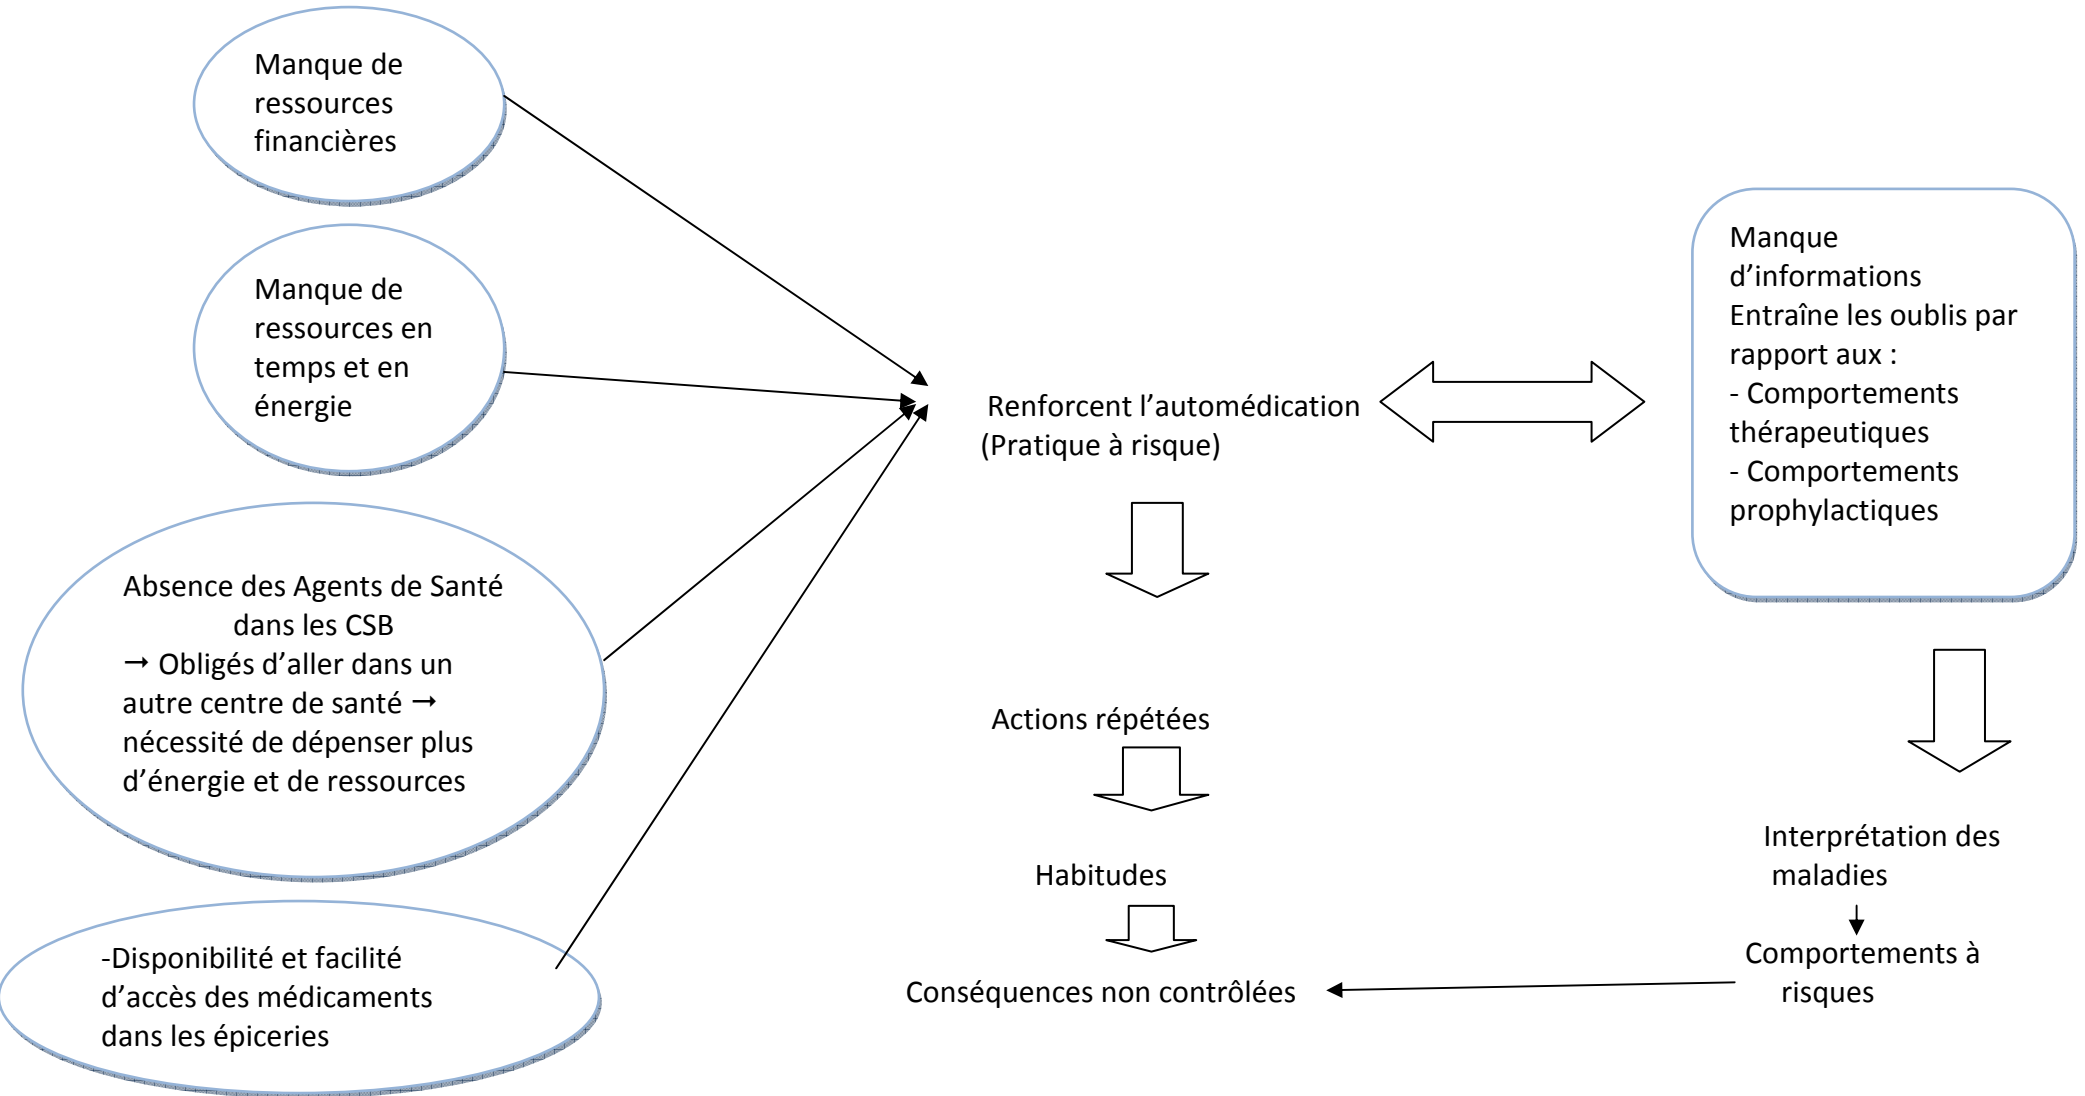 Manque de
ressources
financières
Manque de
ressources en
temps et en
énergie
Absence des Agents de Santé
dans les CSB
→ Obligés d’aller dans un
autre centre de santé →
nécessité de dépenser plus
d’énergie et de ressources
-Disponibilité et facilité
d’accès des médicaments
dans les épiceries
Renforcent l’automédication
(Pratique à risque)
Actions répétées
Habitudes
Conséquences non contrôlées
Manque
d’informations
Entraîne les oublis par
rapport aux :
- Comportements
thérapeutiques
- Comportements
prophylactiques
Interprétation des
maladies
Comportements à
risques